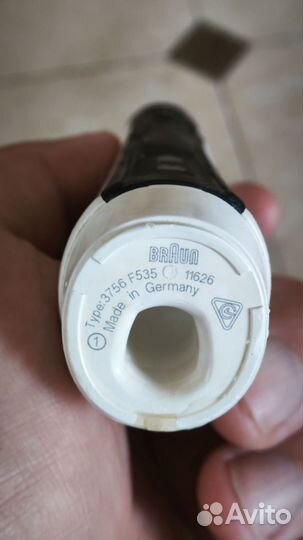 BRAUN
Type:3756 F535 11626
Made in Germany
1
S
Avito